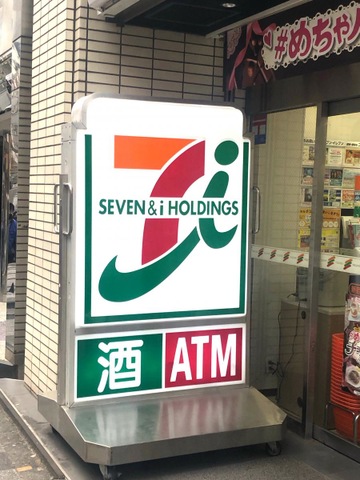 #めちゃ
SEVEN & i HOLDINGS
酒 ATM